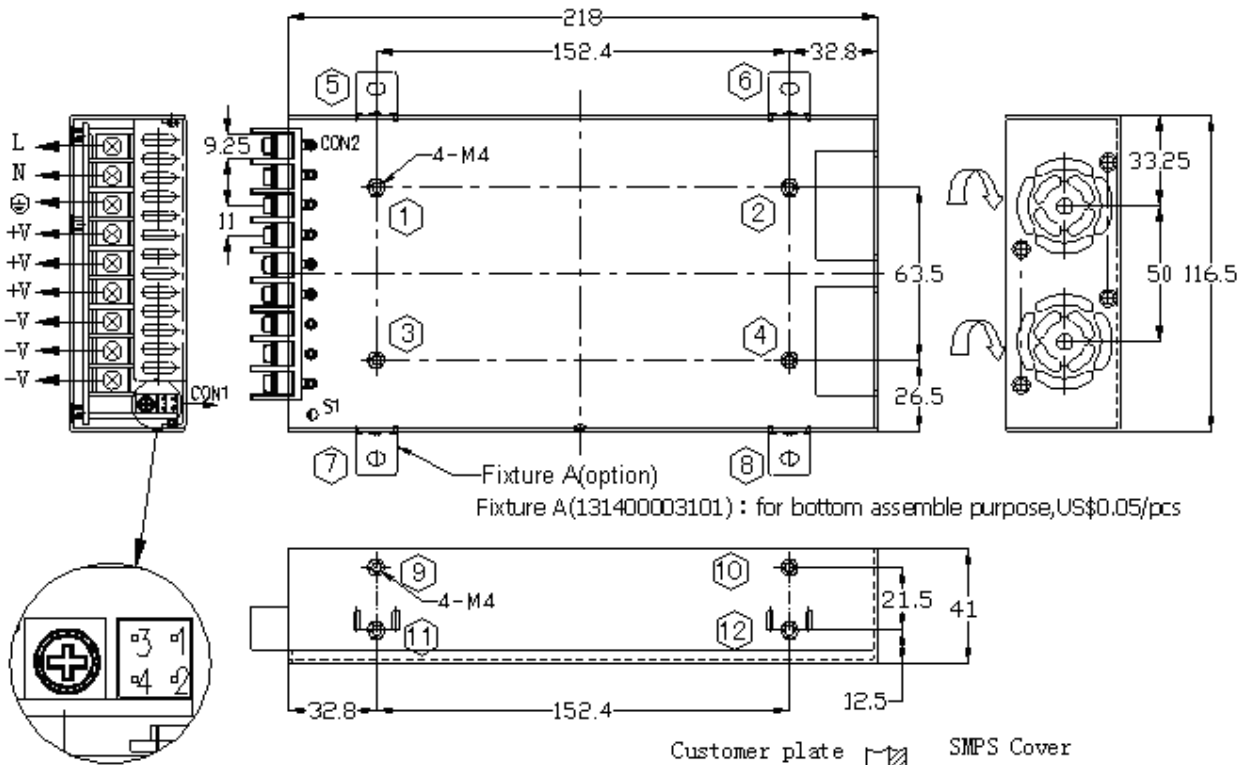 218
152.4
32.8
5
6
L
N
+V
+V
+V
-V
-V
-V
CON1
9.25
11
CON2
4-M4
1
2
3
4
S1
63.5
26.5
33.25
50
116.5
7
8
Fixture A(option)
Fixture A(131400003101) : for bottom assemble purpose,US$0.05/pcs
9
10
4-M4
11
12
21.5
41
12.5
32.8
152.4
3 1
4 2
Customer plate
SMPS Cover